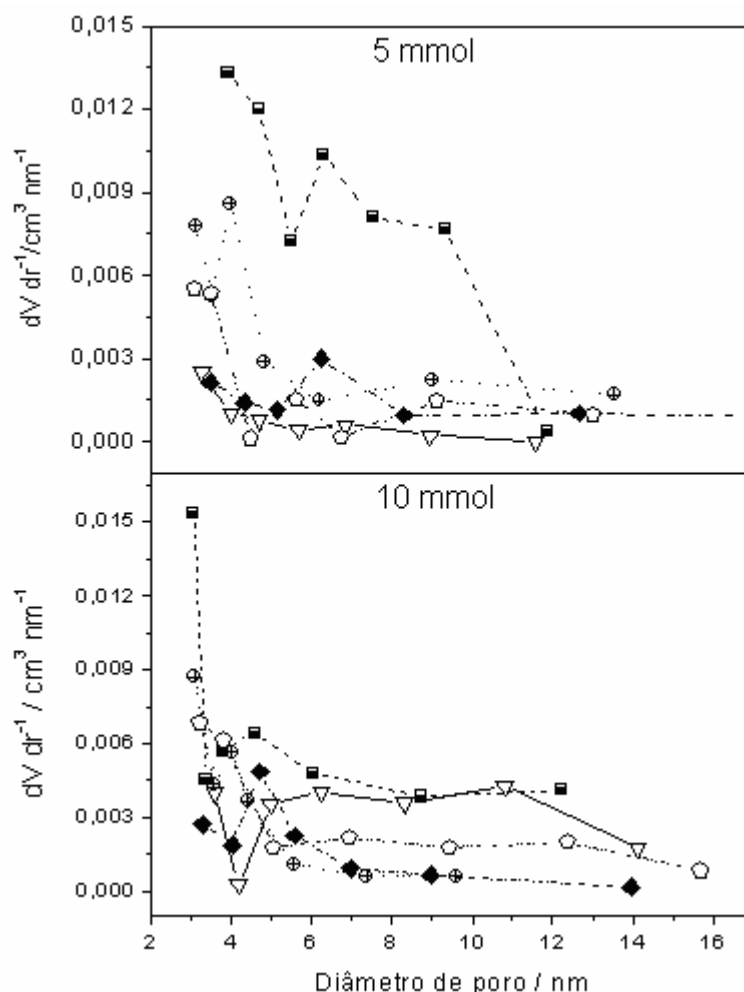 5 mmol
0,015
0,012
0,009
0,006
0,003
0,000
dV dr⁻¹/cm³ nm⁻¹
10 mmol
0,015
0,012
0,009
0,006
0,003
0,000
dV dr⁻¹ / cm³ nm⁻¹
2 4 6 8 10 12 14 16
Diâmetro de poro / nm